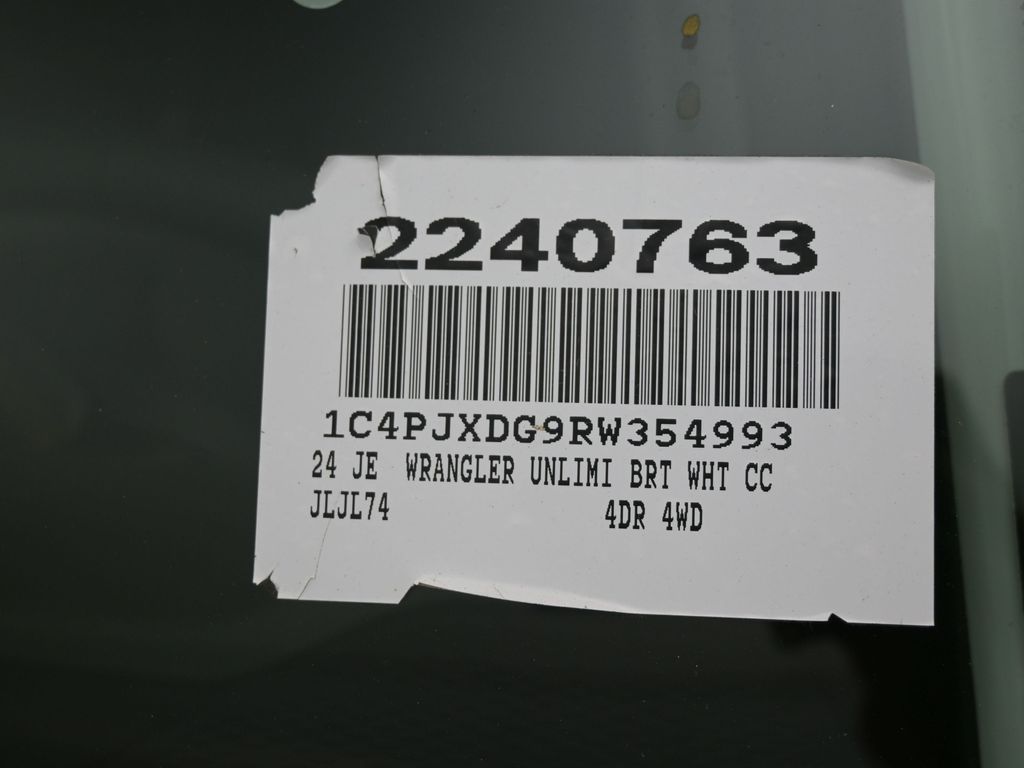 2240763
1C4PJXDG9RW354993
24 JE WRANGLER UNLIMI BRT WHT CC
JLJL74 4DR 4WD